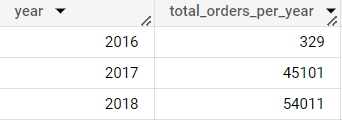 year total_orders_per_year
2016 329
2017 45101
2018 54011